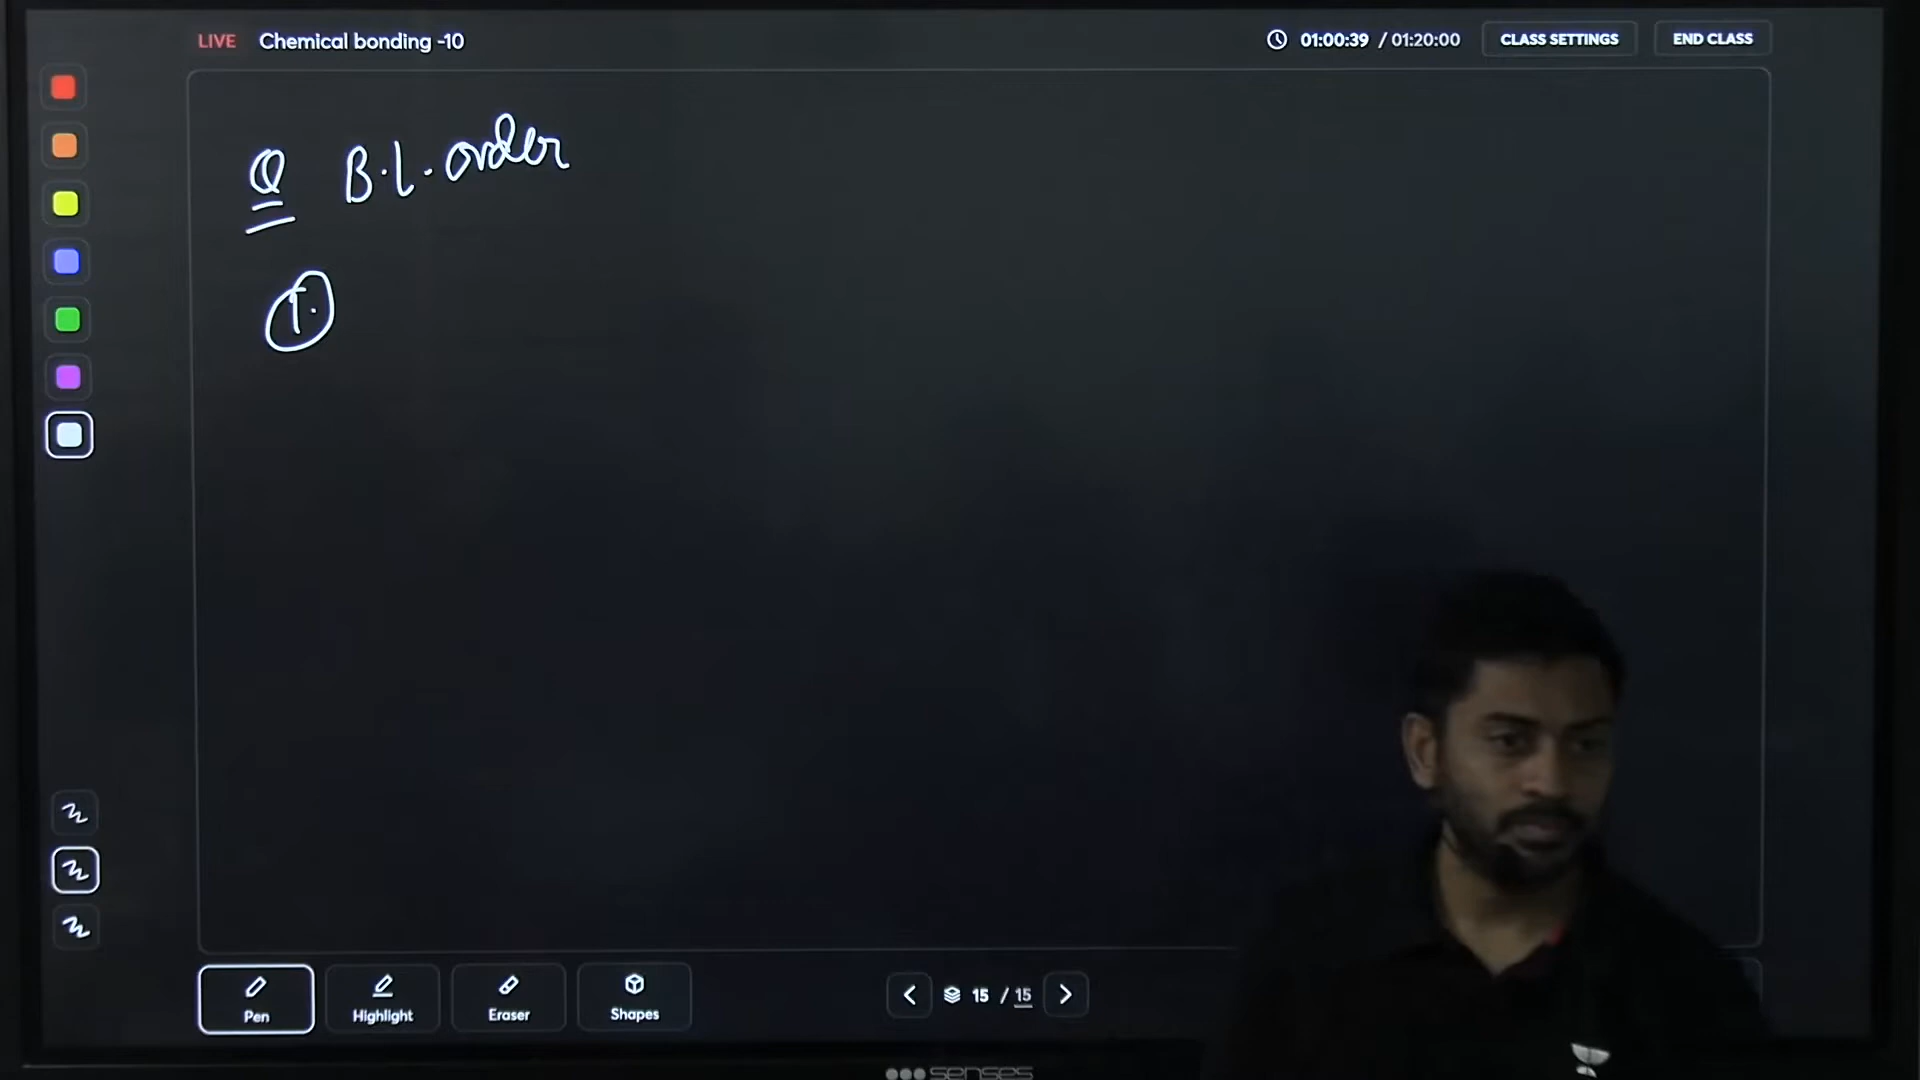 LIVE Chemical bonding -10 01:00:39 / 01:20:00 CLASS SETTINGS END CLASS
Q B.L. order
1.
Pen Highlight Eraser Shapes 15 / 15
senses